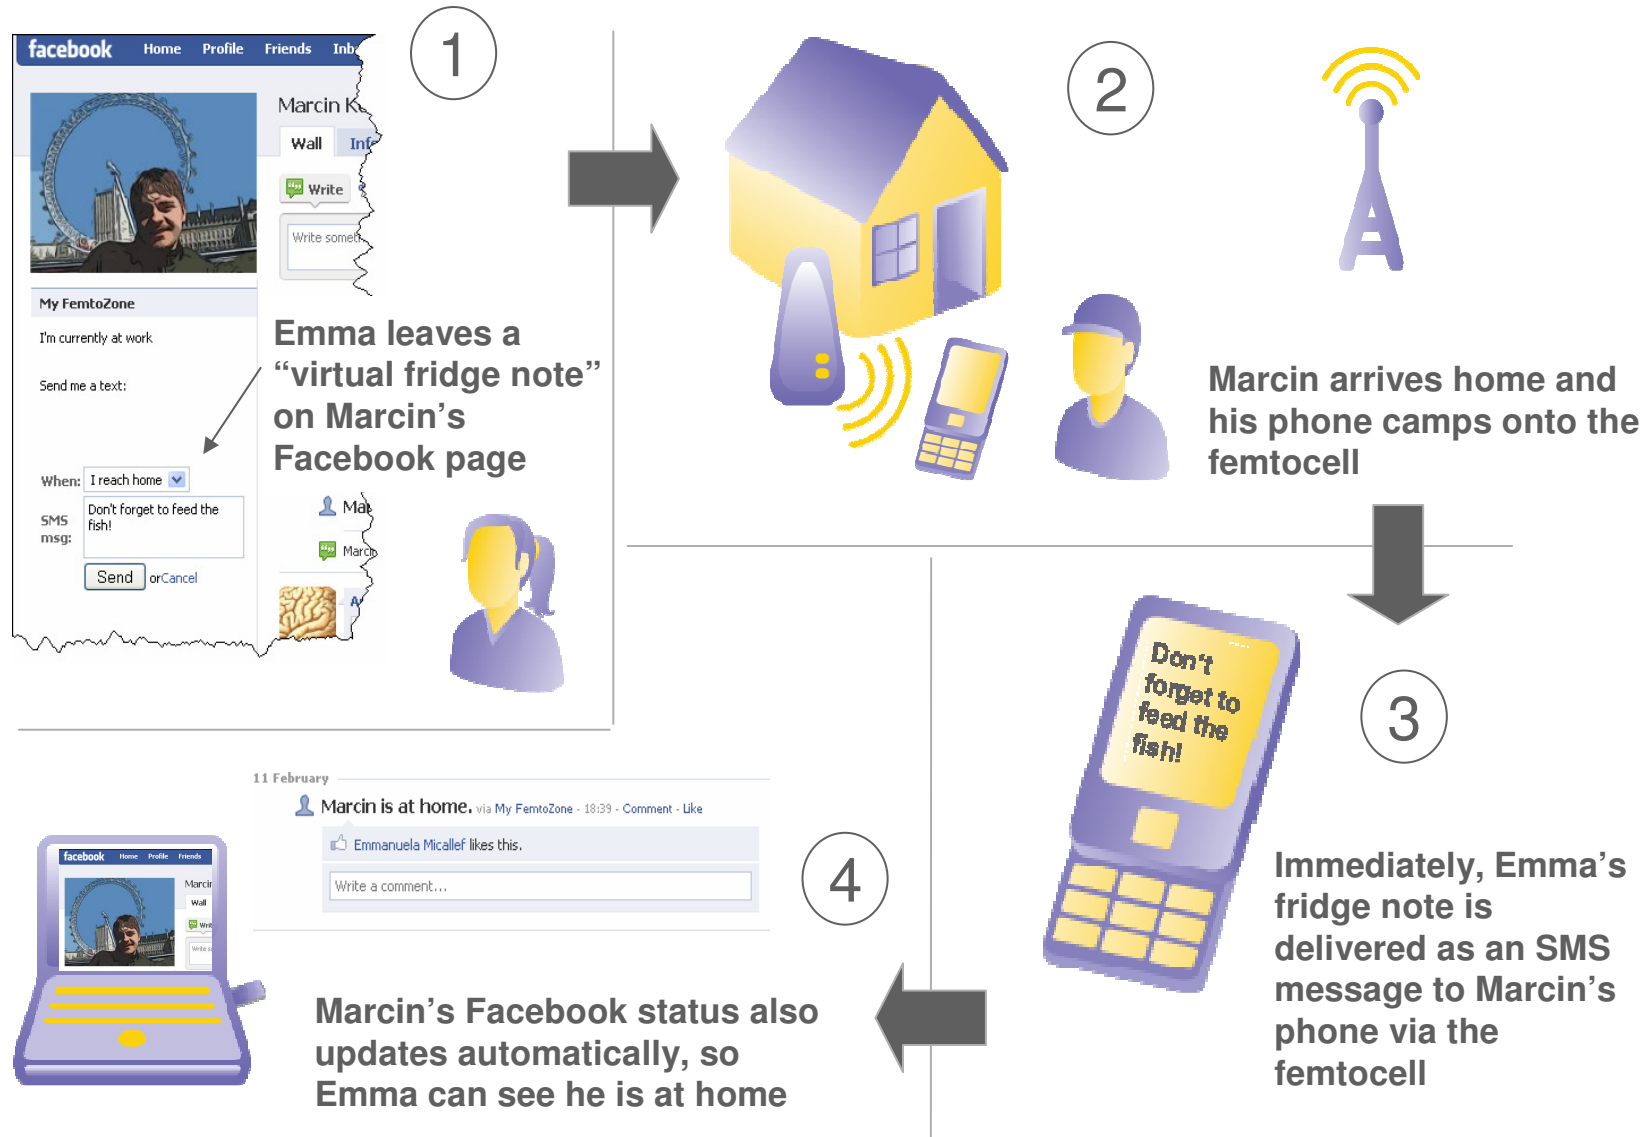 facebook Home Profile Friends
1
Marcin
Wall
Write
Write
My FemtoZone
I'm currently at work
Send me a text:
When: I reach home
SMS msg: Don't forget to feed the
fish!
Send or Cancel
Emma leaves a
“virtual fridge note”
on Marcin’s
Facebook page
2
Marcin arrives home and
his phone camps onto the
femtocell
3
Don't
forget to
feed the
fish!
Immediately, Emma’s
fridge note is
delivered as an SMS
message to Marcin’s
phone via the
femtocell
4
11 February
Marcin is at home. via My FemtoZone - 18:39 - Comment - Like
Emmanuela Micallef likes this.
Write a comment...
facebook Home Profile Friends
Marcin
Wall
Marcin’s Facebook status also
updates automatically, so
Emma can see he is at home